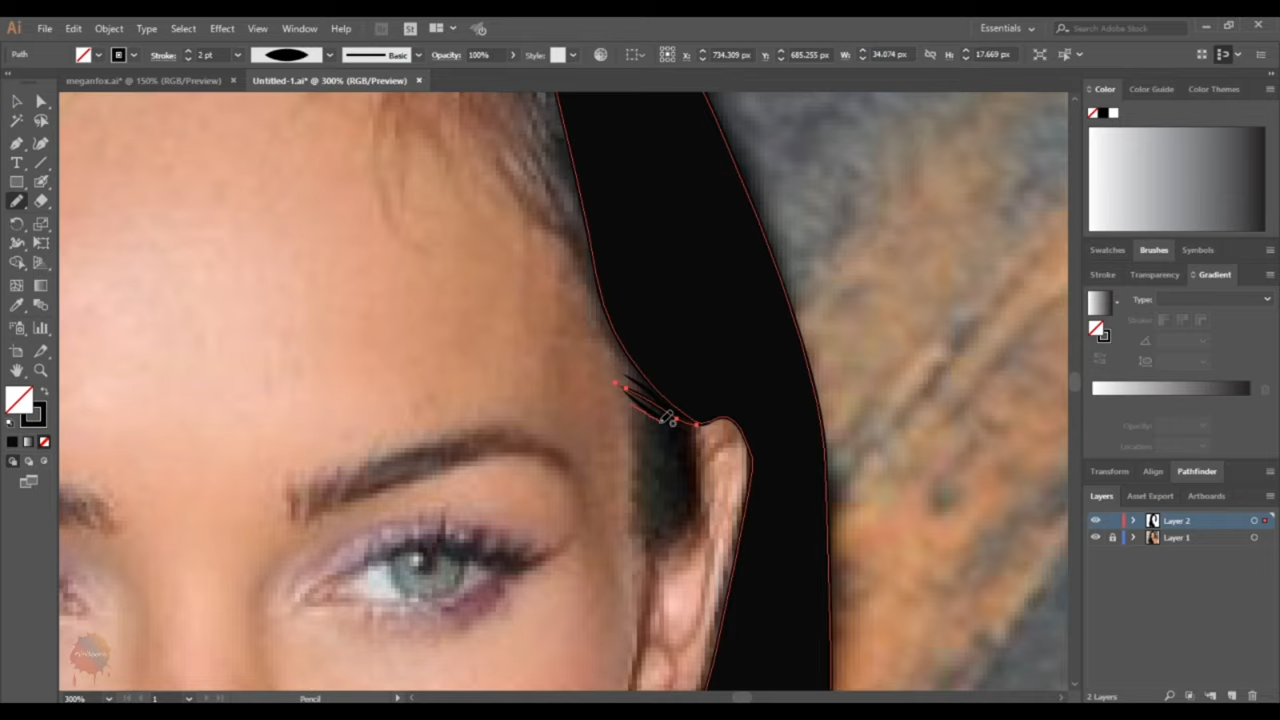 Ai File Edit Object Type Select Effect View Window Help Br St Essentials Search Adobe Stock
Path Stroke: 2 pt Basic Opacity: 100% Style: X: 734.309 px Y: 685.255 px W: 34.074 px H: 17.669 px
meganfox.ai* @ 150% (RGB/Preview) Untitled-1.ai* @ 300% (RGB/Preview)
Color Color Guide Color Themes
Swatches Brushes Symbols
Stroke Transparency Gradient
Type:
Stroke:
Opacity:
Location:
Transform Align Pathfinder
Layers Asset Export Artboards
Layer 2
Layer 1
300% 1 Pencil 2 Layers